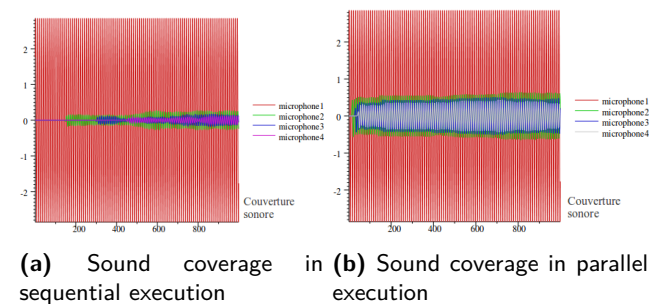 2
1
0
-1
-2
200 400 600 800
microphone1
microphone2
microphone3
microphone4
Couverture
sonore
2
1
0
-1
-2
200 400 600 800
microphone1
microphone2
microphone3
microphone4
Couverture
sonore
(a) Sound coverage in
sequential execution
(b) Sound coverage in parallel
execution